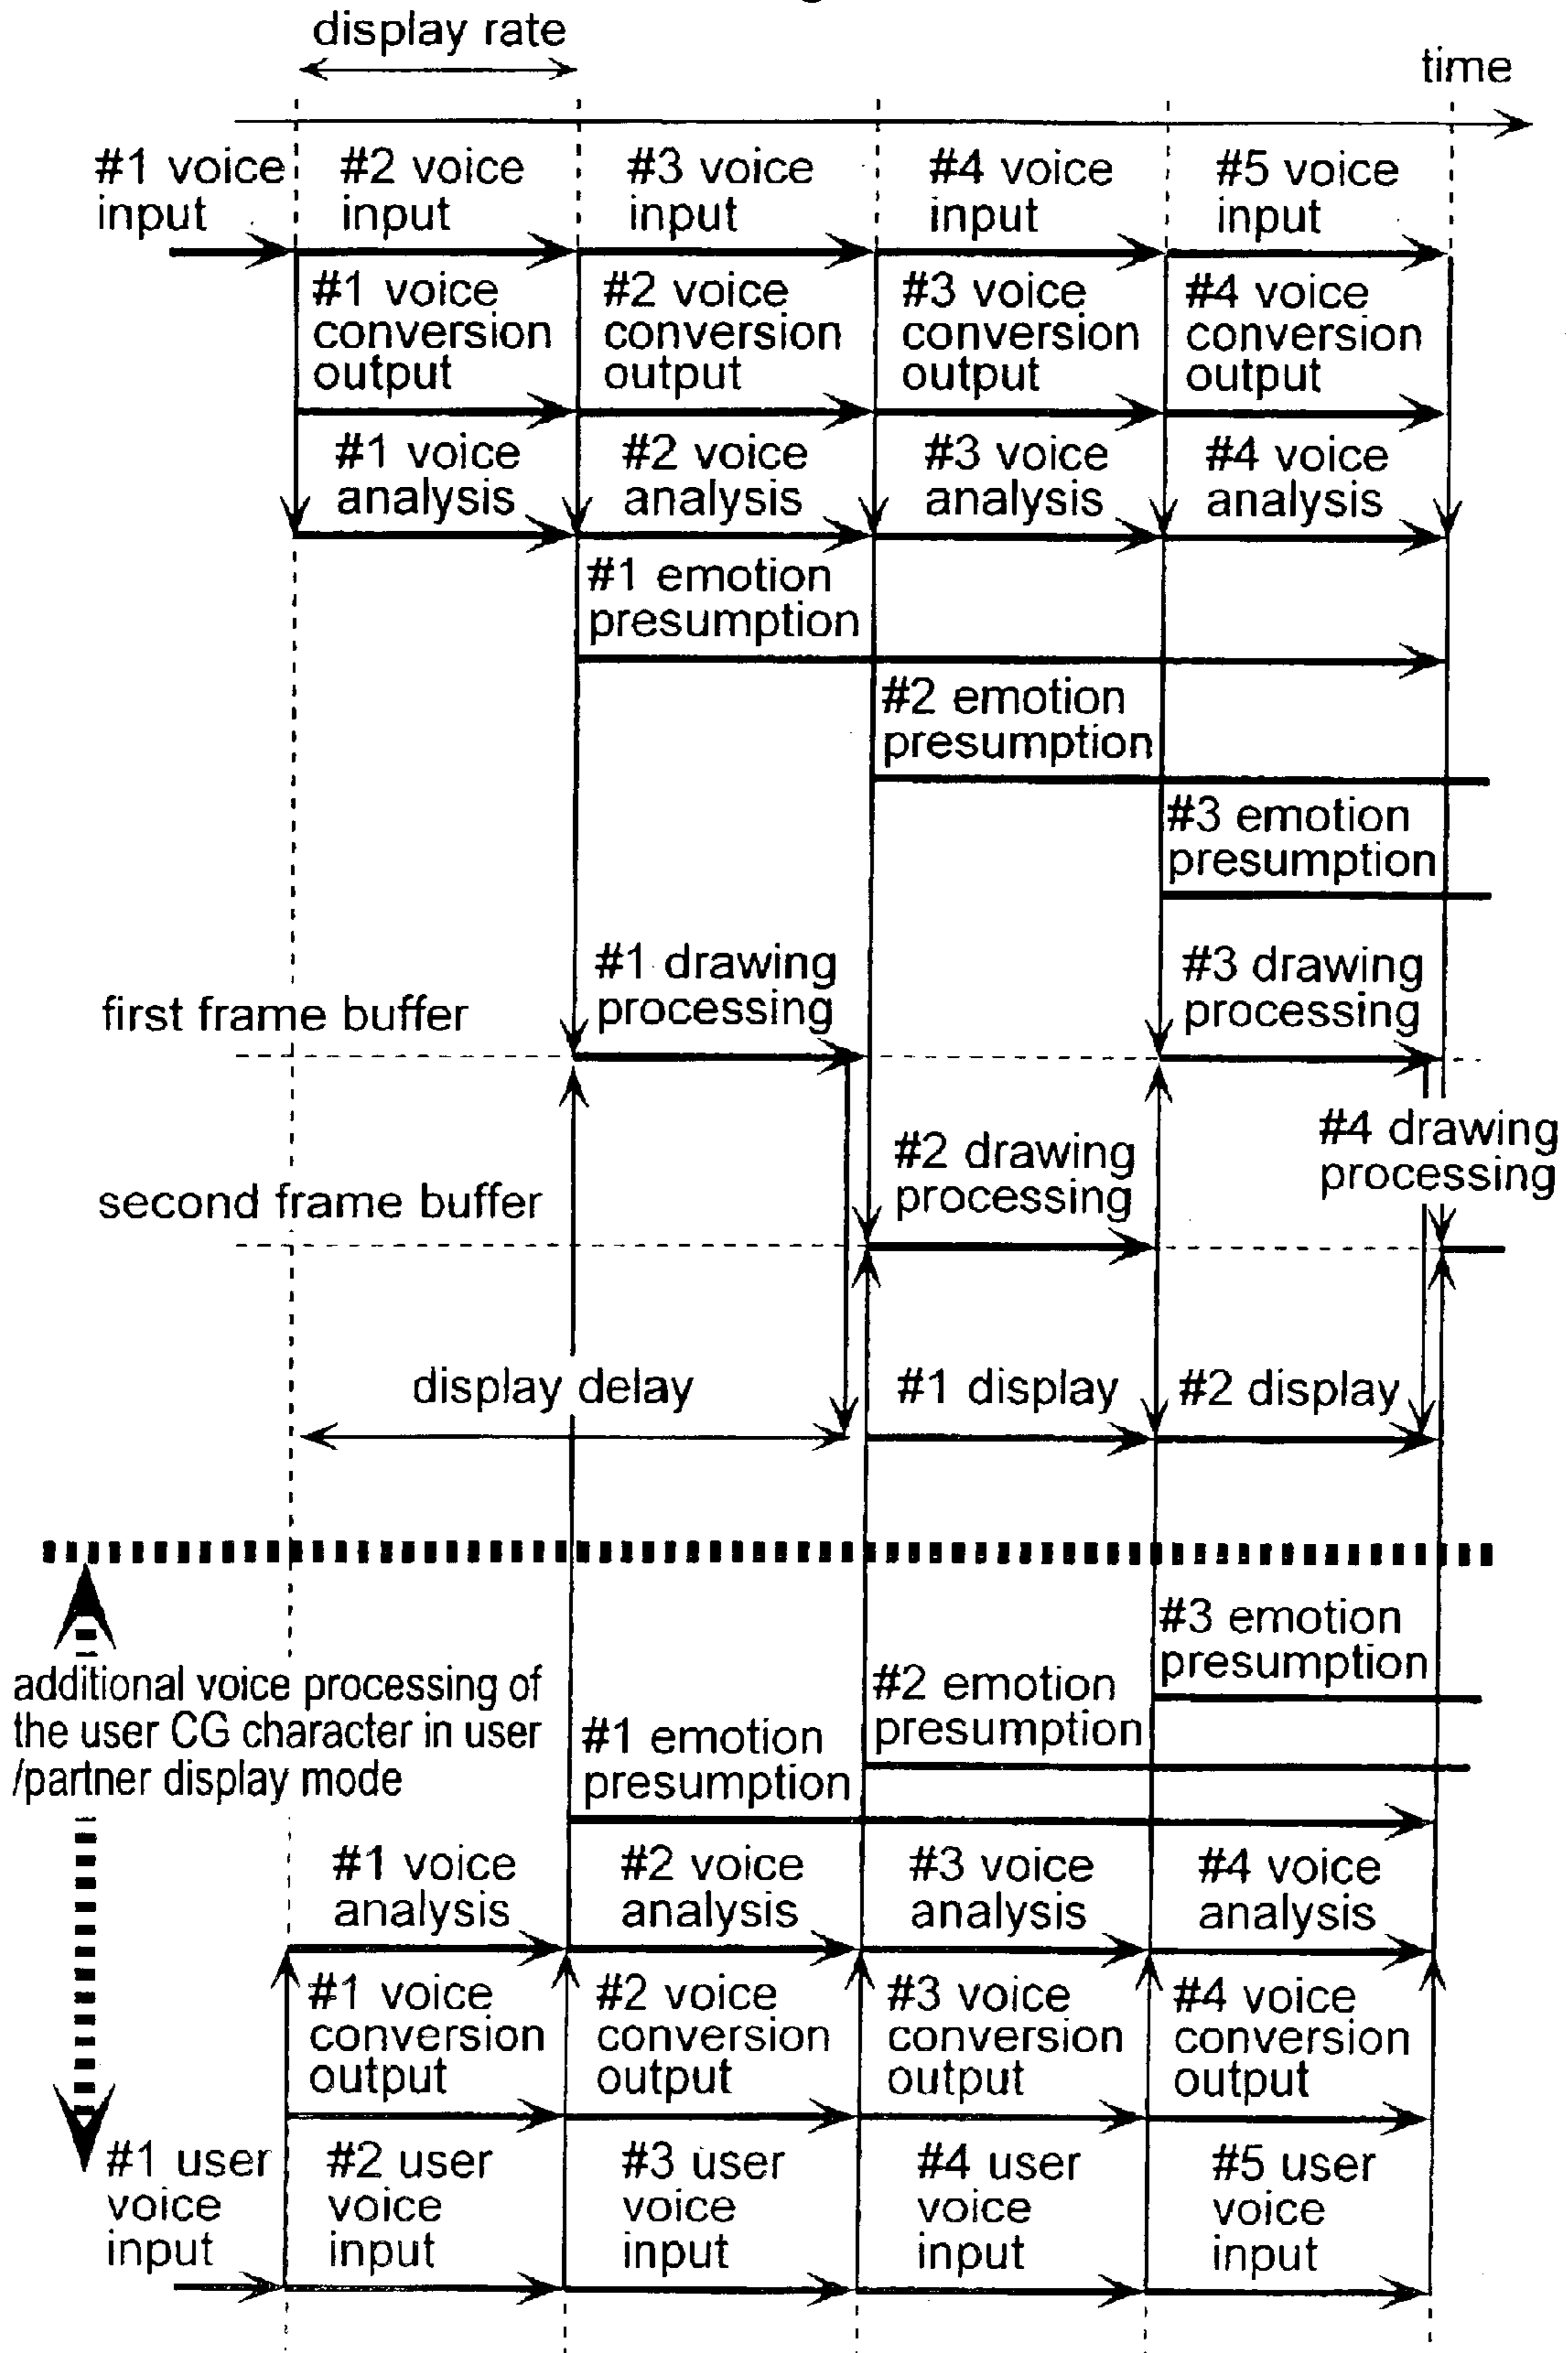 display rate
time
#1 voice
input
#2 voice
input
#3 voice
input
#4 voice
input
#5 voice
input
#1 voice
conversion
output
#2 voice
conversion
output
#3 voice
conversion
output
#4 voice
conversion
output
#1 voice
analysis
#2 voice
analysis
#3 voice
analysis
#4 voice
analysis
#1 emotion
presumption
#2 emotion
presumption
#3 emotion
presumption
#1 drawing
processing
#3 drawing
processing
first frame buffer
#4 drawing
processing
#2 drawing
processing
second frame buffer
display delay
#1 display
#2 display
#3 emotion
presumption
additional voice processing of
the user CG character in user
/partner display mode
#2 emotion
presumption
#1 emotion
presumption
#1 voice
analysis
#2 voice
analysis
#3 voice
analysis
#4 voice
analysis
#1 voice
conversion
output
#2 voice
conversion
output
#3 voice
conversion
output
#4 voice
conversion
output
#1 user
voice
input
#2 user
voice
input
#3 user
voice
input
#4 user
voice
input
#5 user
voice
input